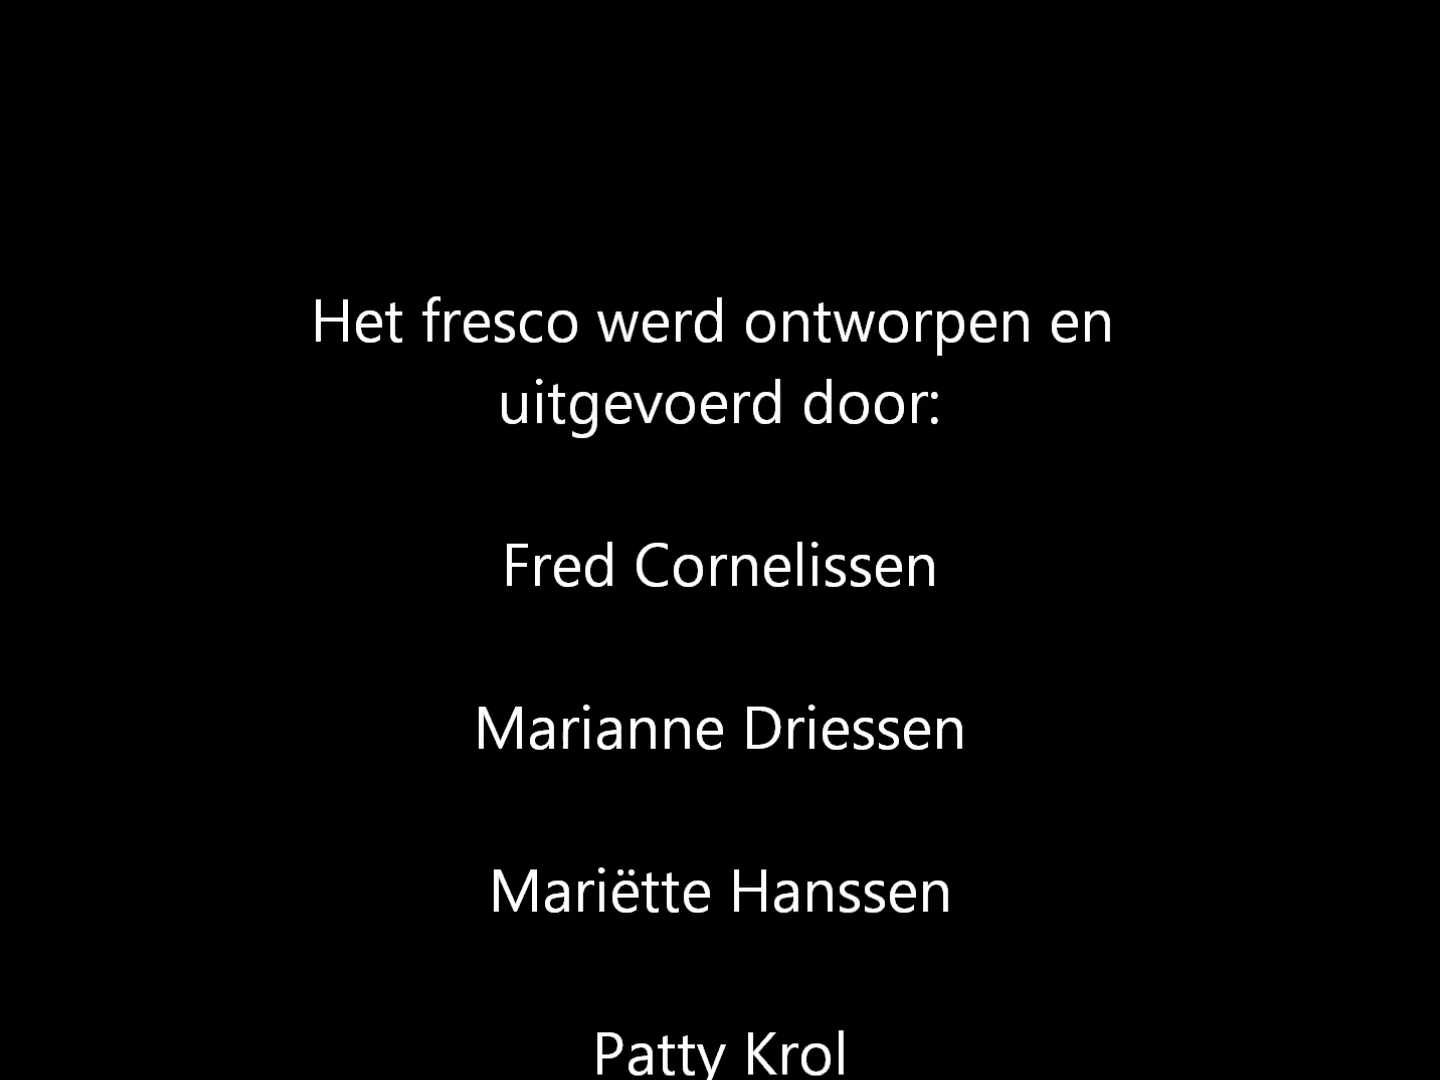 Het fresco werd ontworpen en
uitgevoerd door:
Fred Cornelissen
Marianne Driessen
Mariëtte Hanssen
Patty Krol